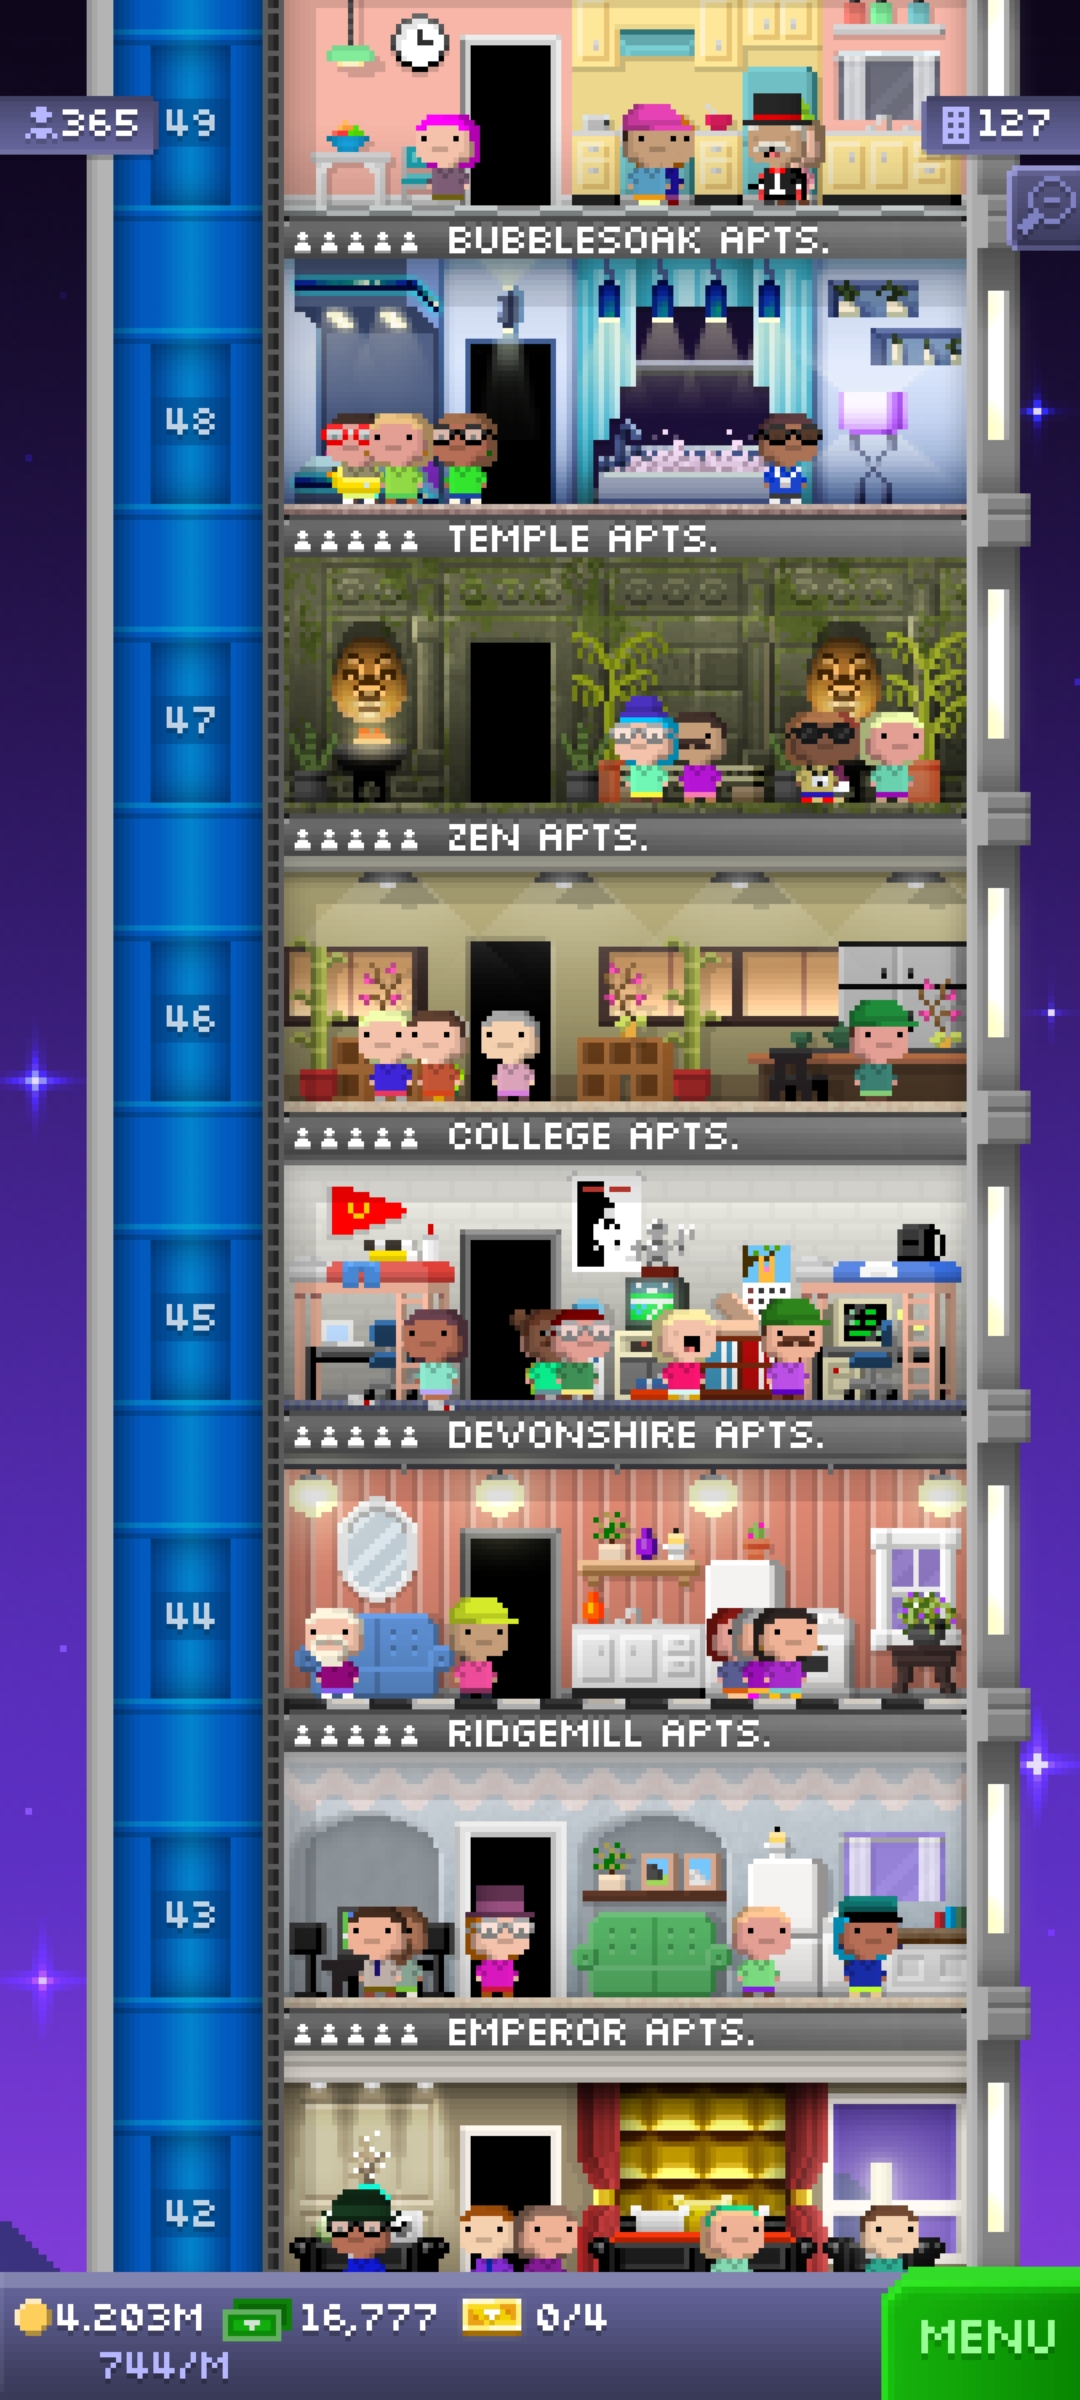 49
365
127
BUBBLESOAK APTS.
48
TEMPLE APTS.
47
ZEN APTS.
46
COLLEGE APTS.
45
DEVONSHIRE APTS.
44
RIDGEMILL APTS.
43
EMPEROR APTS.
42
4.203M 16,777 0/4
744/M
MENU